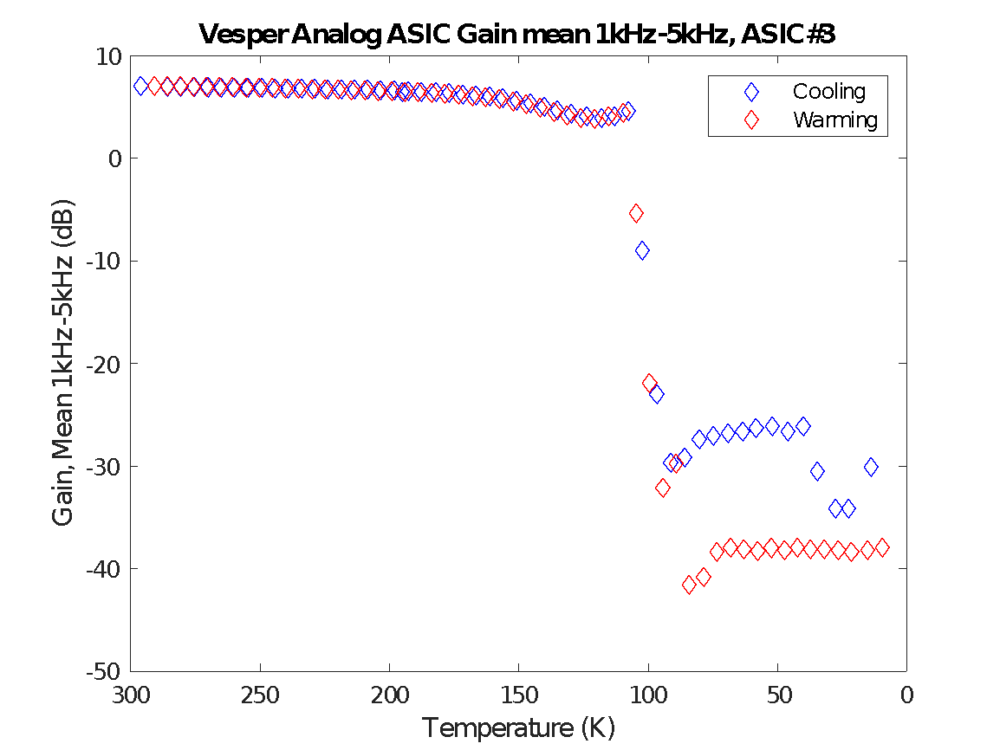 Vesper Analog ASIC Gain mean 1kHz-5kHz, ASIC#3
10
0
-10
-20
-30
-40
-50
Gain, Mean 1kHz-5kHz (dB)
Cooling
Warming
300 250 200 150 100 50 0
Temperature (K)